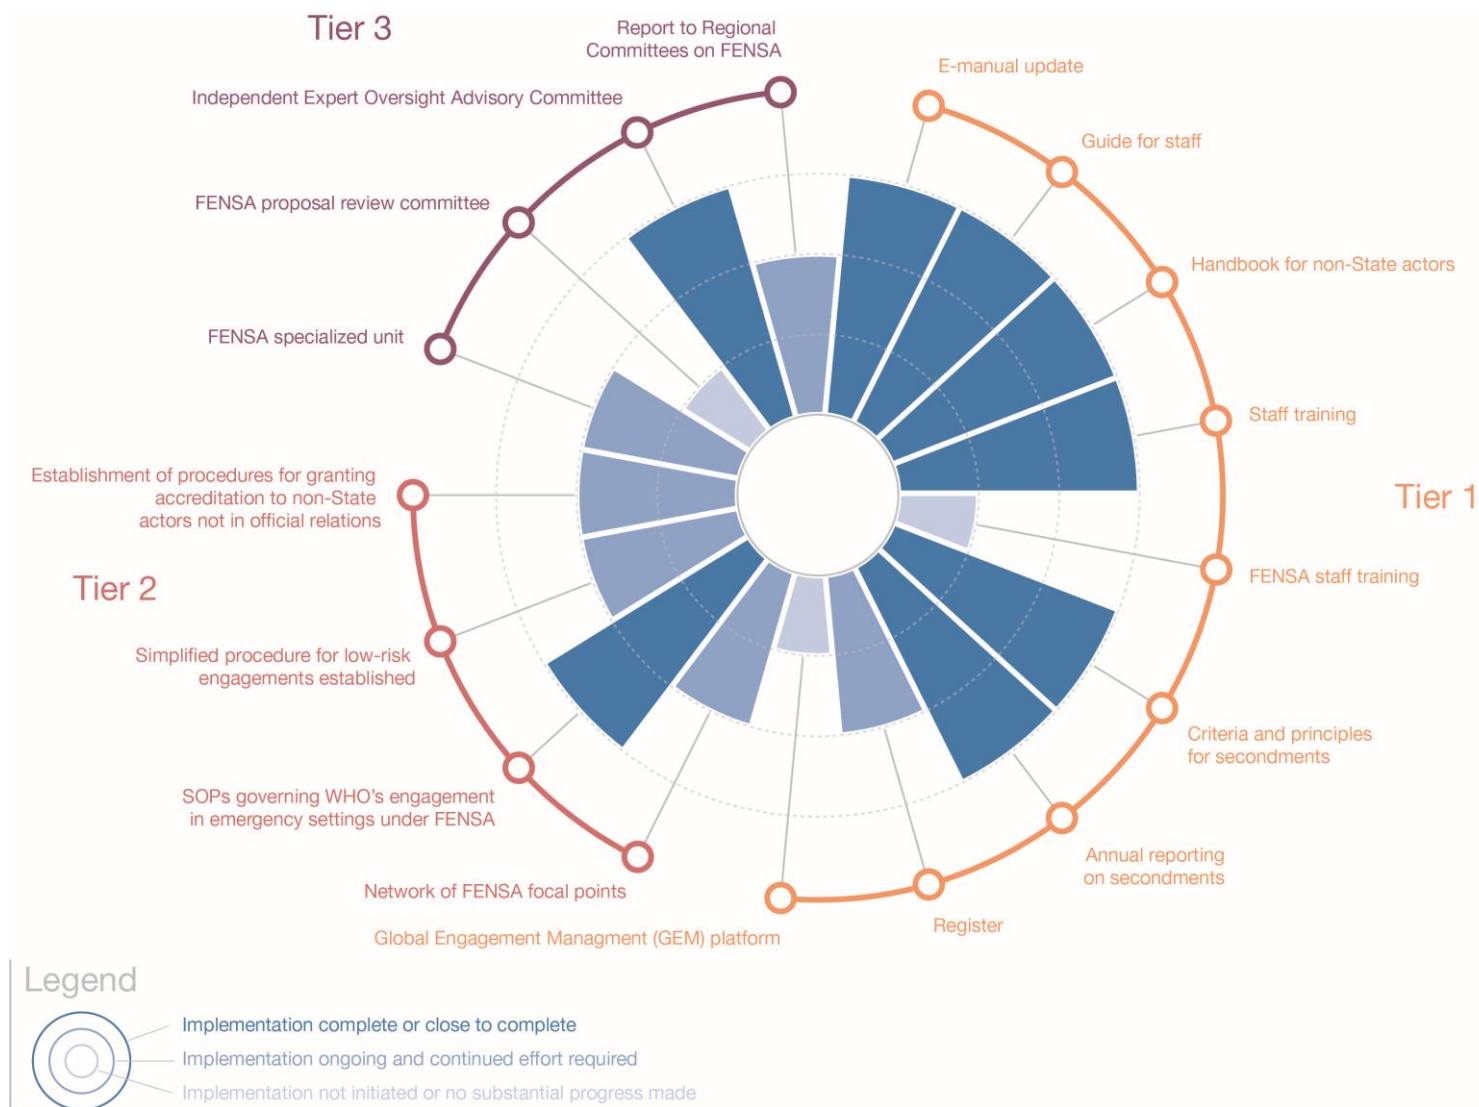 Tier 3
Report to Regional
Committees on FENSA
Independent Expert Oversight Advisory Committee
FENSA proposal review committee
FENSA specialized unit
E-manual update
Guide for staff
Handbook for non-State actors
Staff training
Tier 1
FENSA staff training
Criteria and principles
for secondments
Annual reporting
on secondments
Register
Global Engagement Managment (GEM) platform
Establishment of procedures for granting
accreditation to non-State
actors not in official relations
Tier 2
Simplified procedure for low-risk
engagements established
SOPs governing WHO’s engagement
in emergency settings under FENSA
Network of FENSA focal points
Legend
Implementation complete or close to complete
Implementation ongoing and continued effort required
Implementation not initiated or no substantial progress made